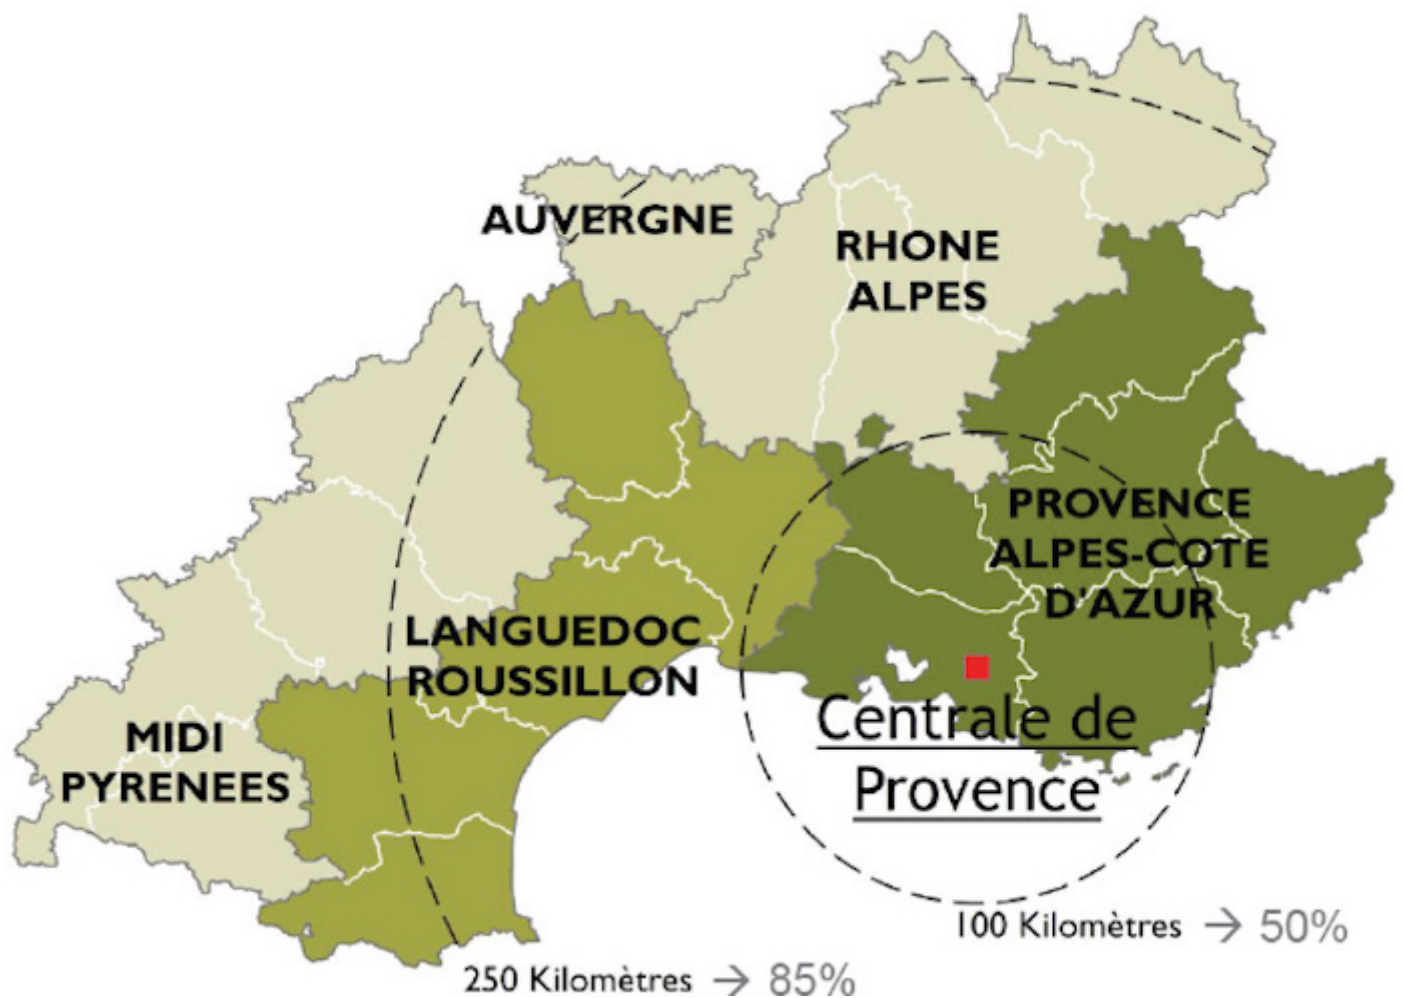 AUVERGNE
RHONE
ALPES
PROVENCE
ALPES-COTE
D'AZUR
LANGUEDOC
ROUSSILLON
MIDI
PYRENEES
Centrale de
Provence
100 Kilomètres → 50%
250 Kilomètres → 85%